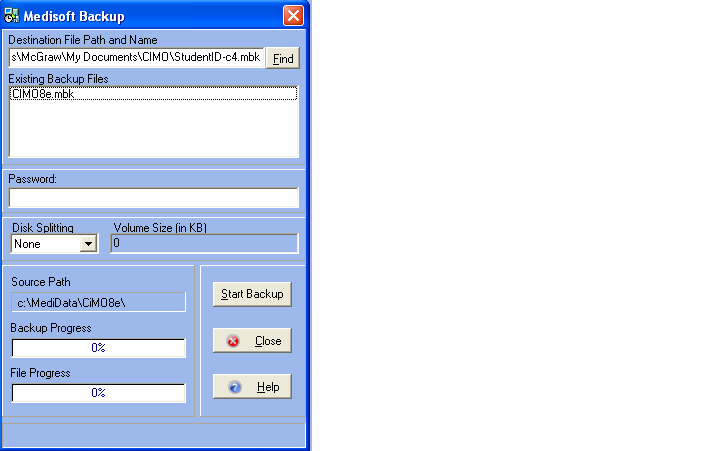 Medisoft Backup
Destination File Path and Name
s\McGraw\My Documents\CIMO\StudentID-c4.mbk
Find
Existing Backup Files
CIMO8e.mbk
Password:
Disk Splitting
Volume Size (in KB)
None
0
Source Path
c:\MediData\CiMO8e\
Backup Progress
0%
File Progress
0%
Start Backup
Close
Help